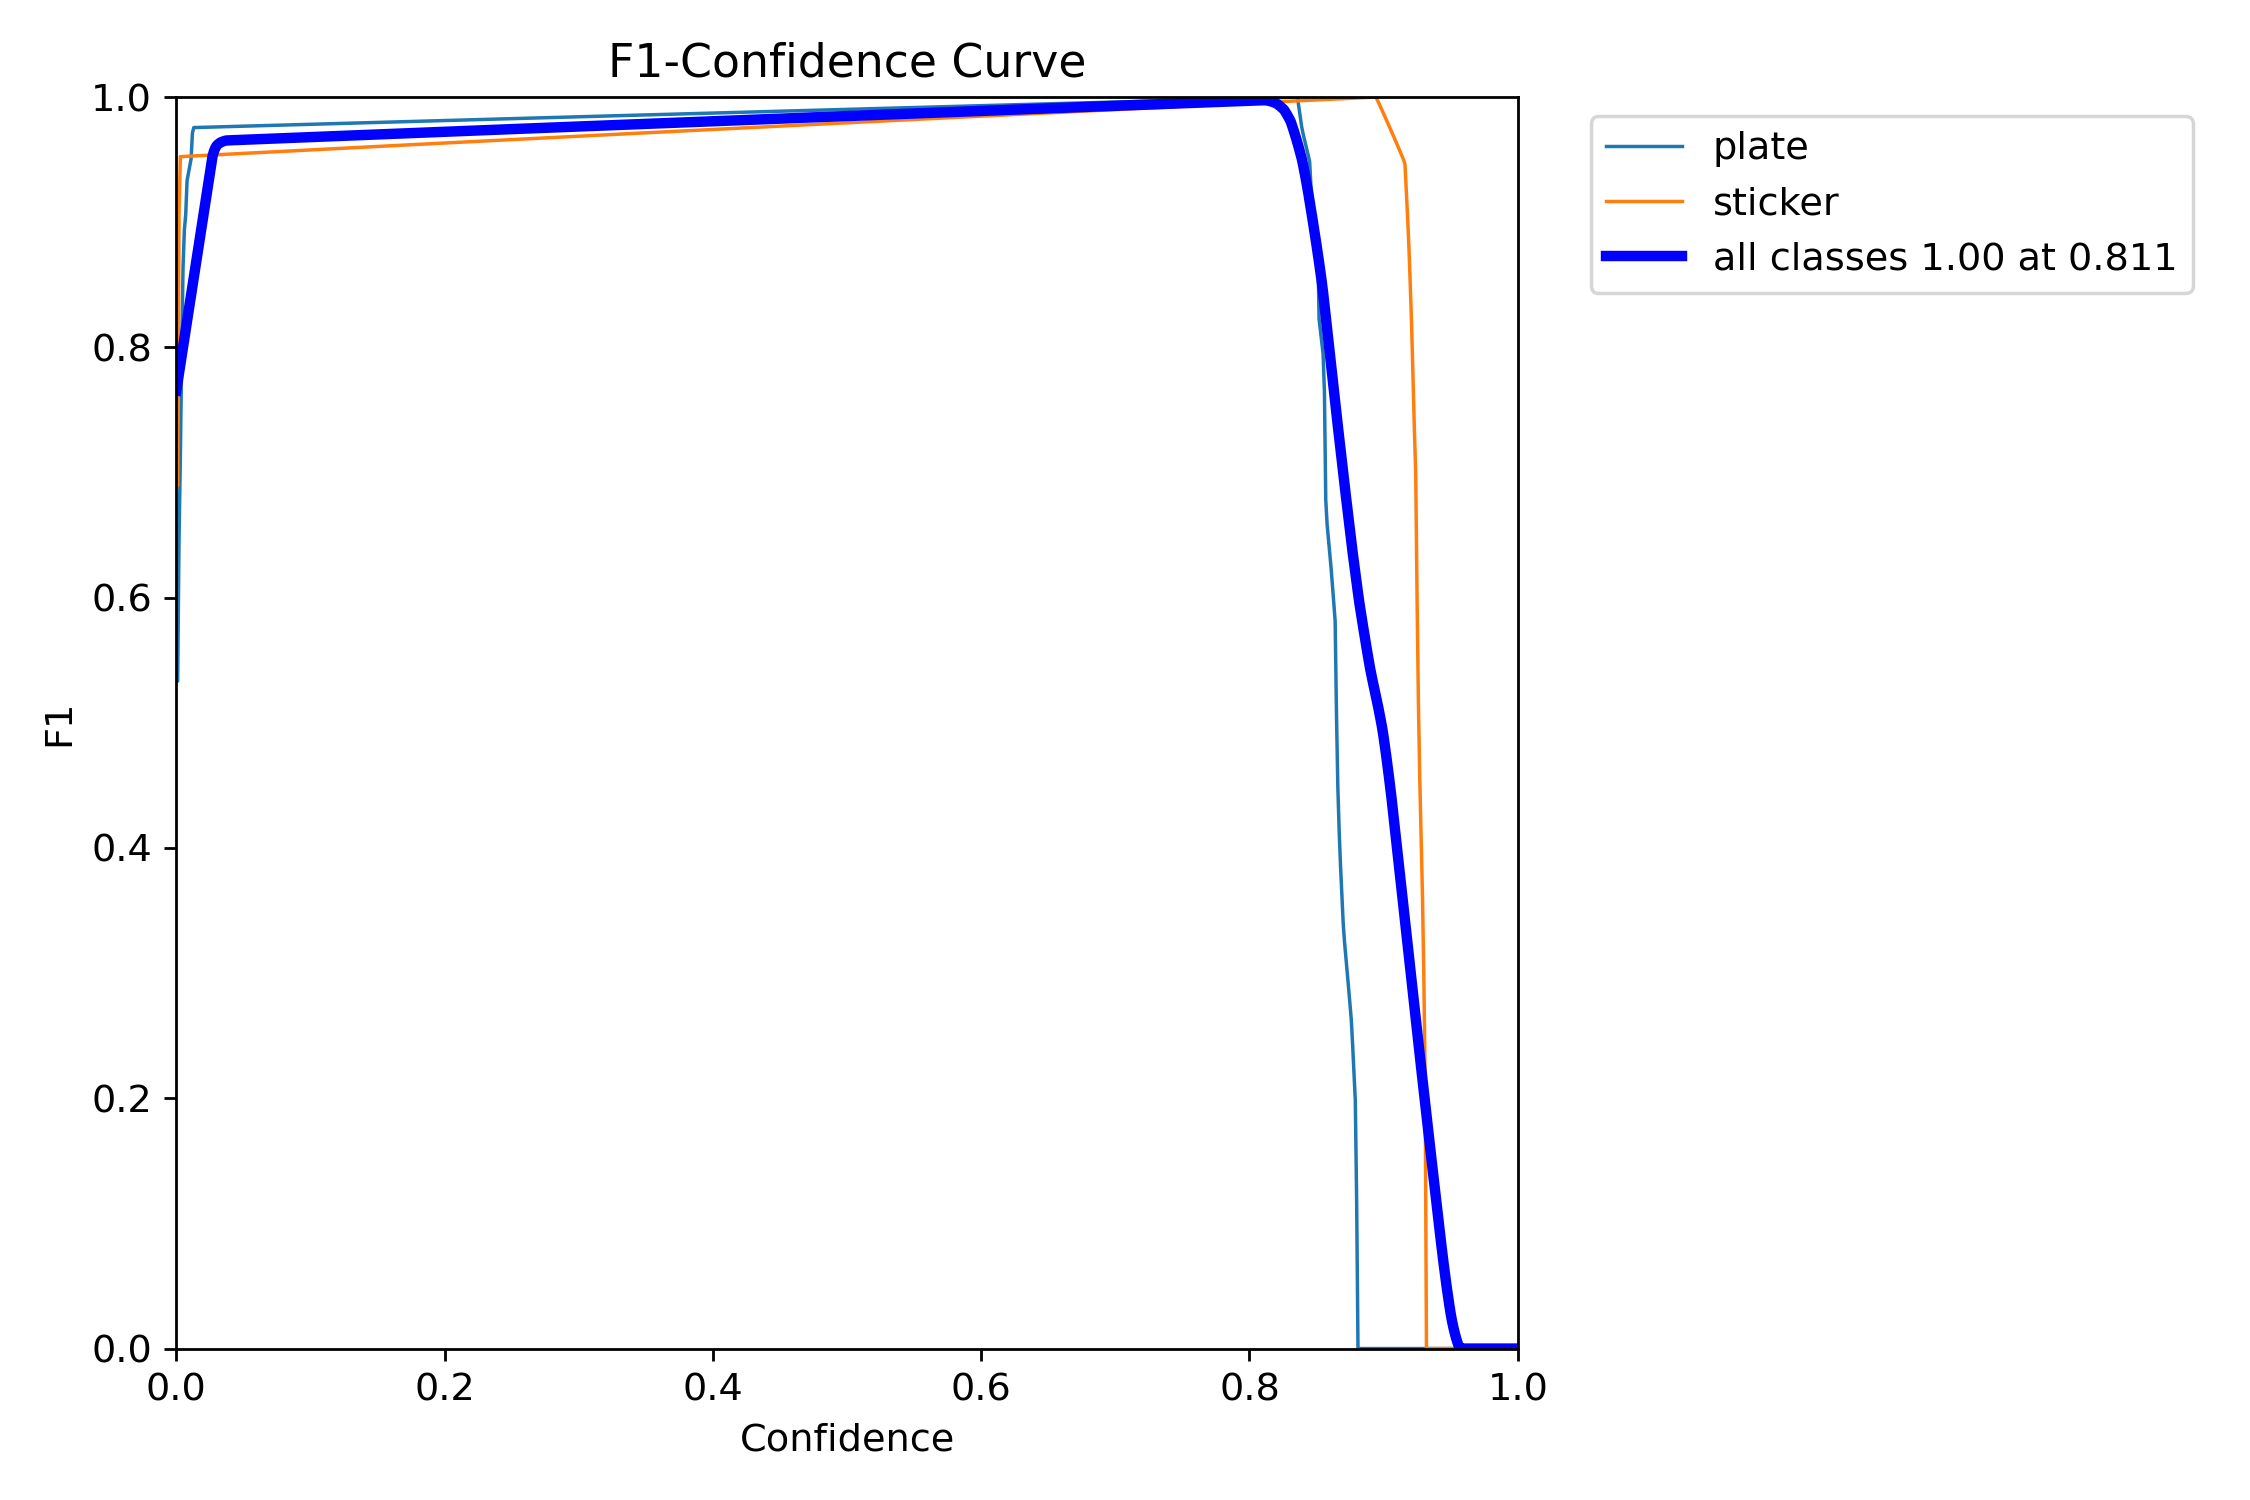 F1-Confidence Curve
1.0
0.8
0.6
0.4
0.2
0.0
F1
0.0 0.2 0.4 0.6 0.8 1.0
Confidence
plate
sticker
all classes 1.00 at 0.811